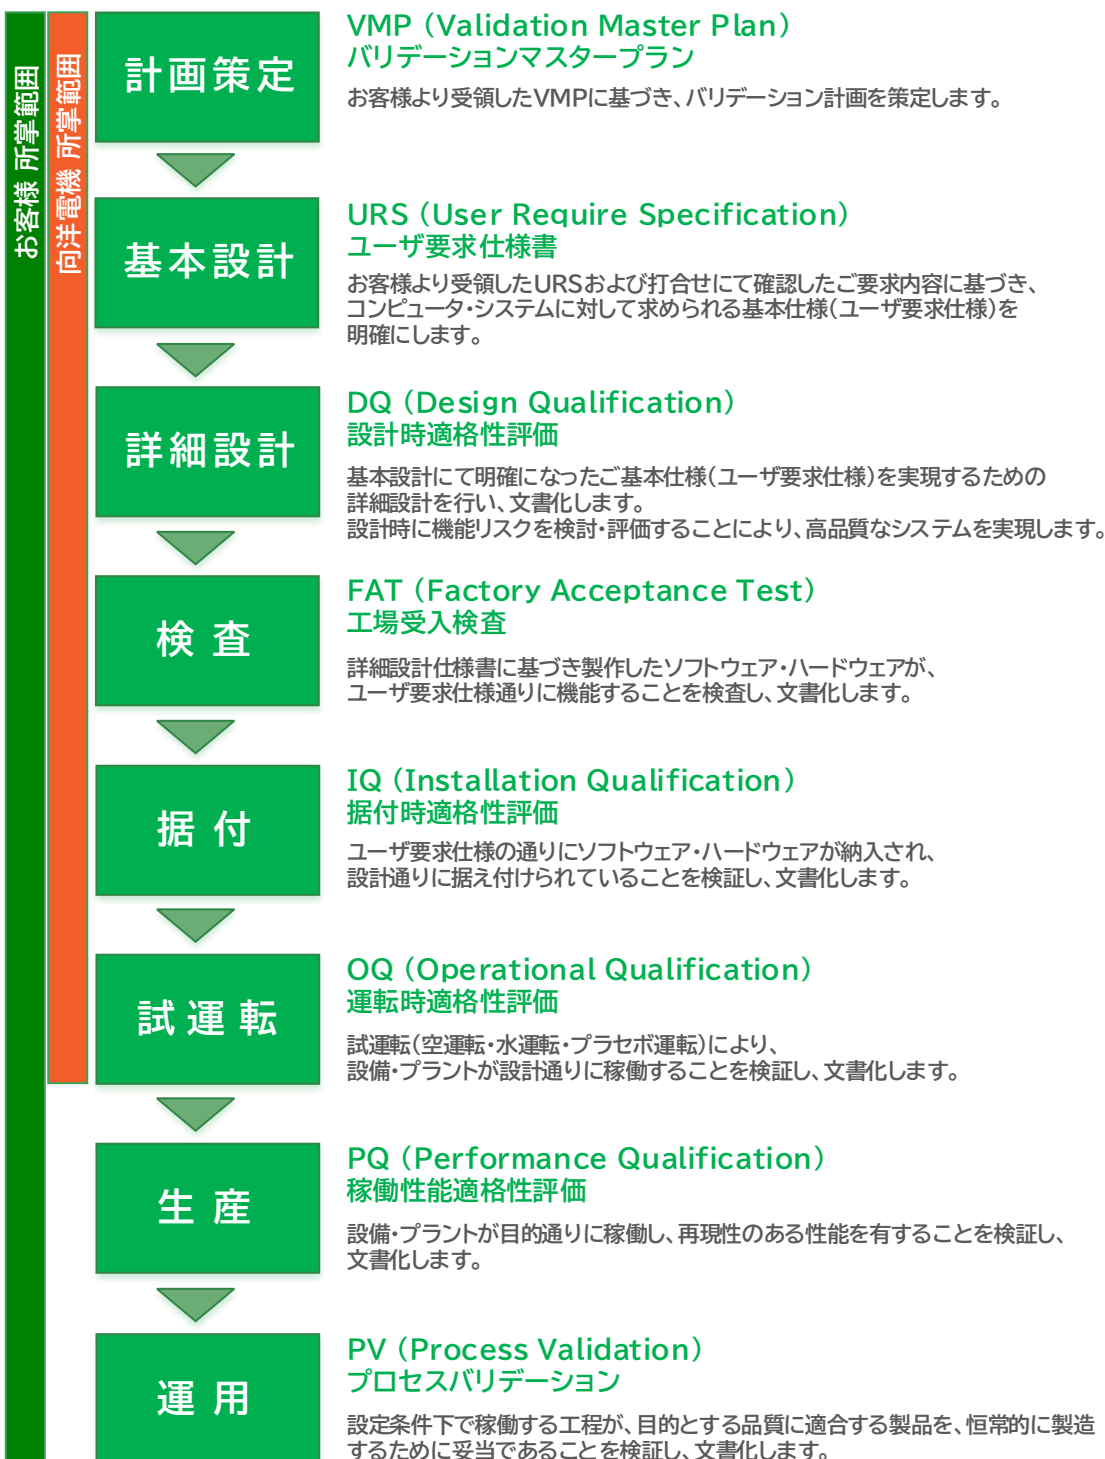 お客様 所掌範囲
向洋電機 所掌範囲
計画策定
VMP（Validation Master Plan）
バリデーションマスタープラン
お客様より受領したVMPに基づき、バリデーション計画を策定します。
基本設計
URS（User Require Specification）
ユーザ要求仕様書
お客様より受領したURSおよび打合せにて確認したご要求内容に基づき、
コンピュータ・システムに対して求められる基本仕様（ユーザ要求仕様）を
明確にします。
詳細設計
DQ（Design Qualification）
設計時適格性評価
基本設計にて明確になったご基本仕様（ユーザ要求仕様）を実現するための
詳細設計を行い、文書化します。
設計時に機能リスクを検討・評価することにより、高品質なシステムを実現します。
検査
FAT（Factory Acceptance Test）
工場受入検査
詳細設計仕様書に基づき製作したソフトウェア・ハードウェアが、
ユーザ要求仕様通りに機能することを検査し、文書化します。
据付
IQ（Installation Qualification）
据付時適格性評価
ユーザ要求仕様の通りにソフトウェア・ハードウェアが納入され、
設計通りに据え付けられていることを検証し、文書化します。
試運転
OQ（Operational Qualification）
運転時適格性評価
試運転（空運転・水運転・プラセボ運転）により、
設備・プラントが設計通りに稼働することを検証し、文書化します。
生産
PQ（Performance Qualification）
稼働性能適格性評価
設備・プラントが目的通りに稼働し、再現性のある性能を有することを検証し、
文書化します。
運用
PV（Process Validation）
プロセスバリデーション
設定条件下で稼働する工程が、目的とする品質に適合する製品を、恒常的に製造
するために妥当であることを検証し、文書化します。